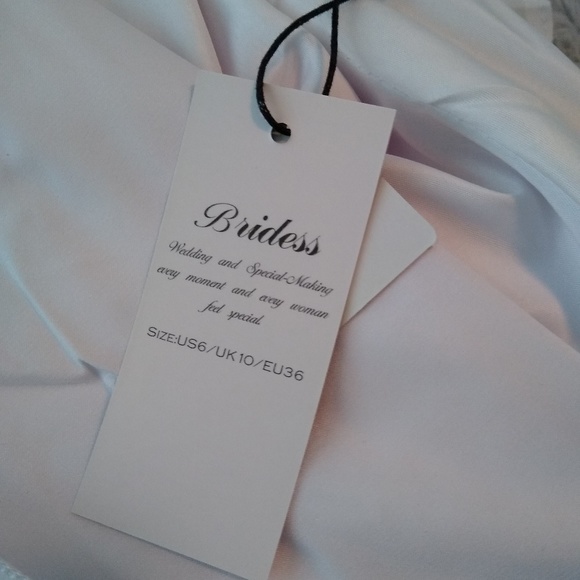 Bridess
Wedding and Special-Making
every moment and every woman
feel special.
SIZE:US6/UK10/EU36